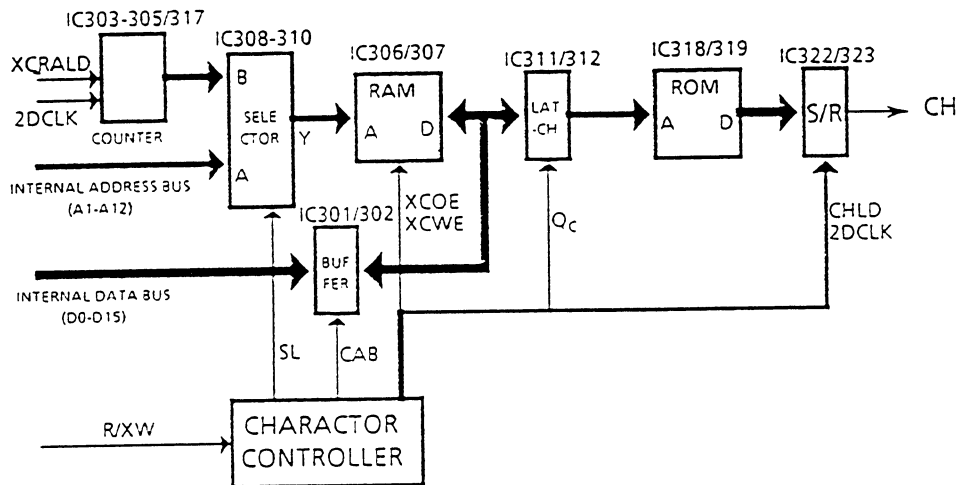 IC303-305/317
IC308-310
IC306/307
IC311/312
IC318/319
IC322/323
XCRALD
2DCLK
COUNTER
B
SELE
CTOR
A
Y
RAM
A D
LAT
-CH
ROM
A D
S/R
CH
INTERNAL ADDRESS BUS
(A1-A12)
IC301/302
BUF
FER
XCOE
XCWE
QC
CHLD
2DCLK
INTERNAL DATA BUS
(D0-D15)
SL
CAB
R/XW
CHARACTOR
CONTROLLER